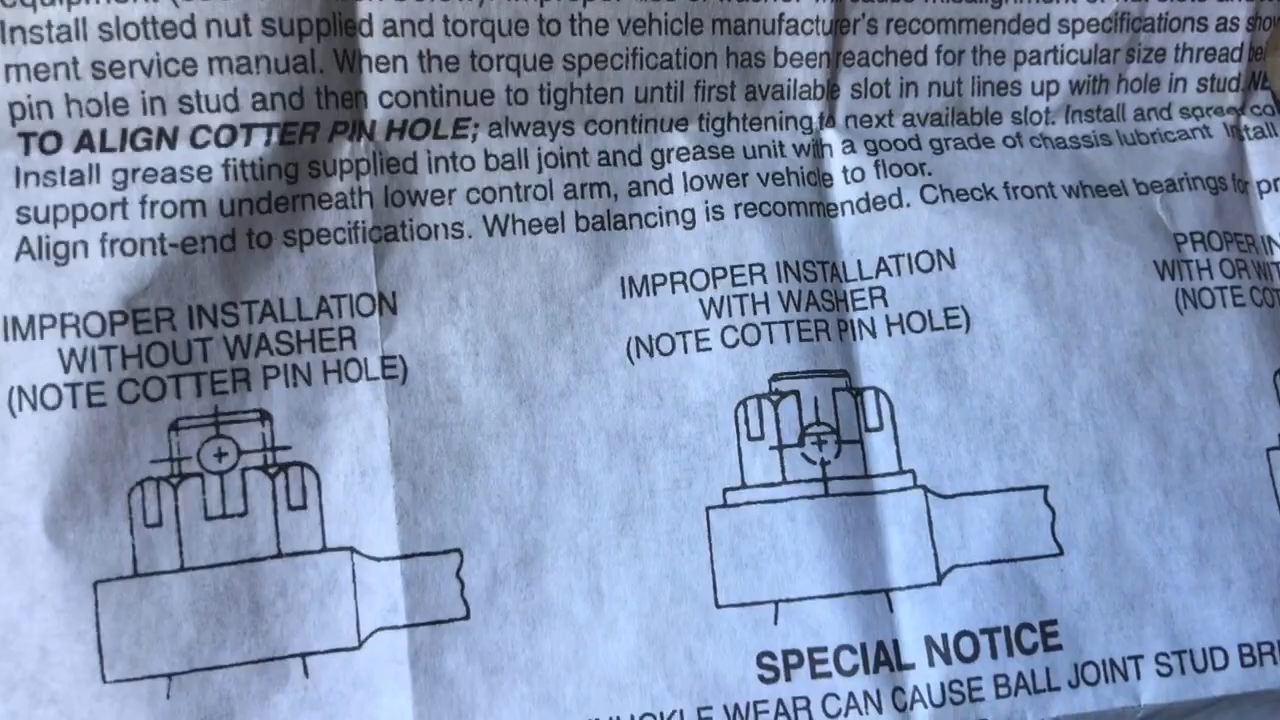 Install slotted nut supplied and torque to the vehicle manufacturer's recommended specifications as
ment service manual. When the torque specification has been reached for the particular size thread
pin hole in stud and then continue to tighten until first available slot in nut lines up with hole in stud.
TO ALIGN COTTER PIN HOLE; always continue tightening to next available slot. Install and spread
Install grease fitting supplied into ball joint and grease unit with a good grade of chassis lubricant Install
support from underneath lower control arm, and lower vehicle to floor.
Align front-end to specifications. Wheel balancing is recommended. Check front wheel bearings for
IMPROPER INSTALLATION
WITHOUT WASHER
(NOTE COTTER PIN HOLE)
IMPROPER INSTALLATION
WITH WASHER
(NOTE COTTER PIN HOLE)
PROPER
WITH OR
(NOTE
SPECIAL NOTICE
WEAR CAN CAUSE BALL JOINT STUD